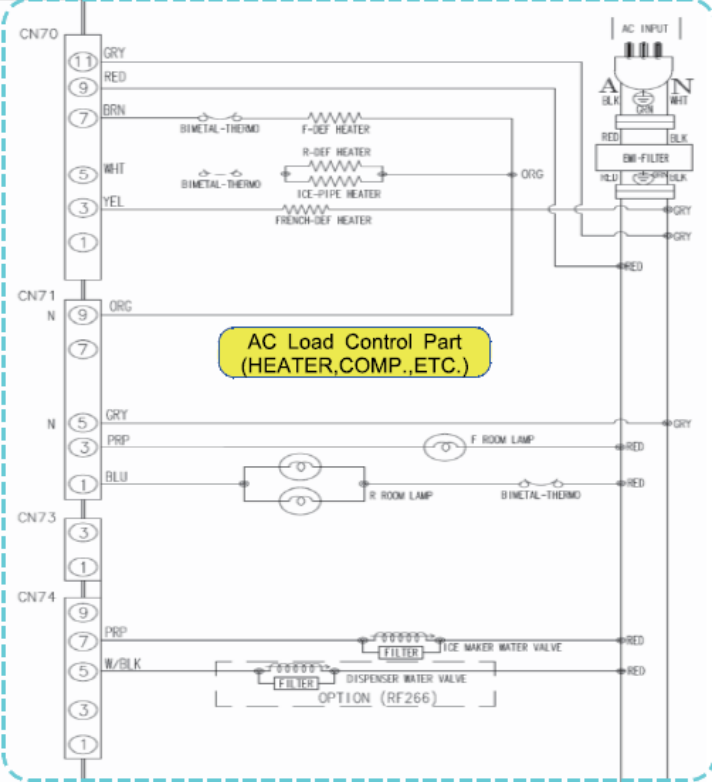 AC INPUT
CN70
11 GRY
9 RED
A N
BLK WHT
GRN
7 BRN
BIMETAL-THERMO F-DEF HEATER
RED BLK
R-DEF HEATER
EMI-FILTER
5 WHT
ORG
BIMETAL-THERMO
RED BLK
ICE-PIPE HEATER
3 YEL
GRY
FRENCH-DEF HEATER
1
GRY
RED
CN71
N 9 ORG
AC Load Control Part
(HEATER,COMP.,ETC.)
7
N 5 GRY
GRY
3 PRP
F ROOM LAMP
RED
1 BLU
R ROOM LAMP
BIMETAL-THERMO
RED
CN73
3
1
CN74
9
7 PRP
RED
FILTER ICE MAKER WATER VALVE
5 W/BLK
RED
FILTER DISPENSER WATER VALVE
OPTION (RF266)
3
1